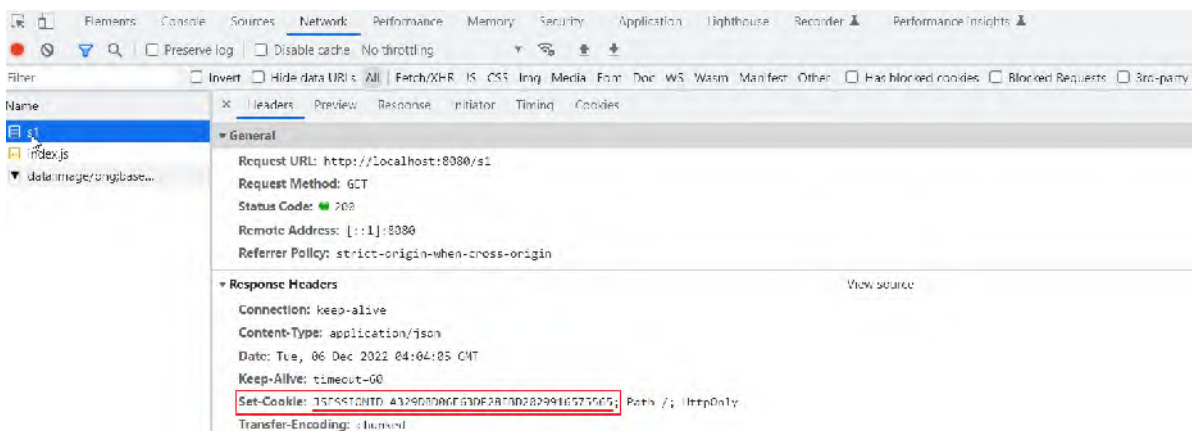 Elements Console Sources Network Performance Memory Security Application Lighthouse Recorder Performance insights
Preserve log Disable cache No throttling
Filter Invert Hide data URLs All Fetch/XHR JS CSS Img Media Font Doc WS Wasm Manifest Other Has blocked cookies Blocked Requests 3rd-party
Name × Headers Preview Response Initiator Timing Cookies
s1
General
index.js
Request URL: http://localhost:8080/s1
data:image/png;base...
Request Method: GET
Status Code: 200
Remote Address: [::1]:8080
Referrer Policy: strict-origin-when-cross-origin
Response Headers View source
Connection: keep-alive
Content-Type: application/json
Date: Tue, 06 Dec 2022 04:04:05 GMT
Keep-Alive: timeout=60
Set-Cookie: Path=/; HttpOnly
Transfer-Encoding: chunked